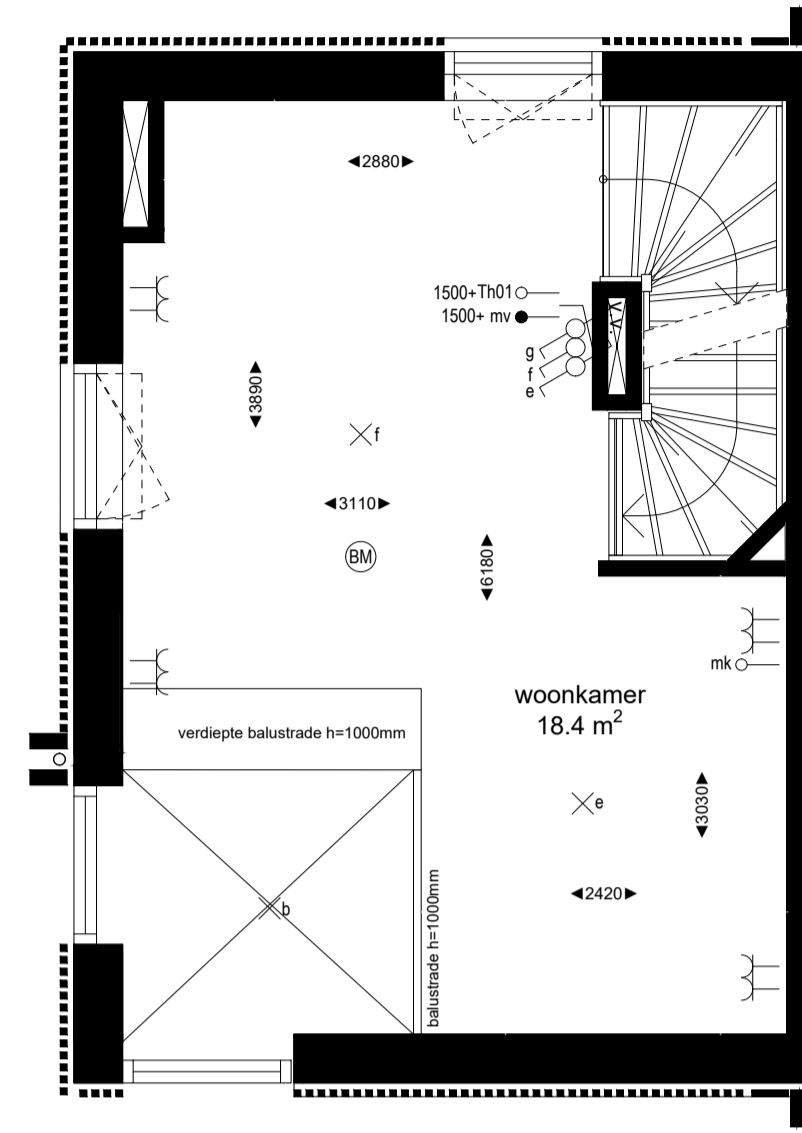 2880
1500+Th01
1500+ mv
V.V.
g
f
e
3890
f
3110
BM
6180
mk
woonkamer
18.4 m²
verdiepte balustrade h=1000mm
e
3030
b
2420
balustrade h=1000mm